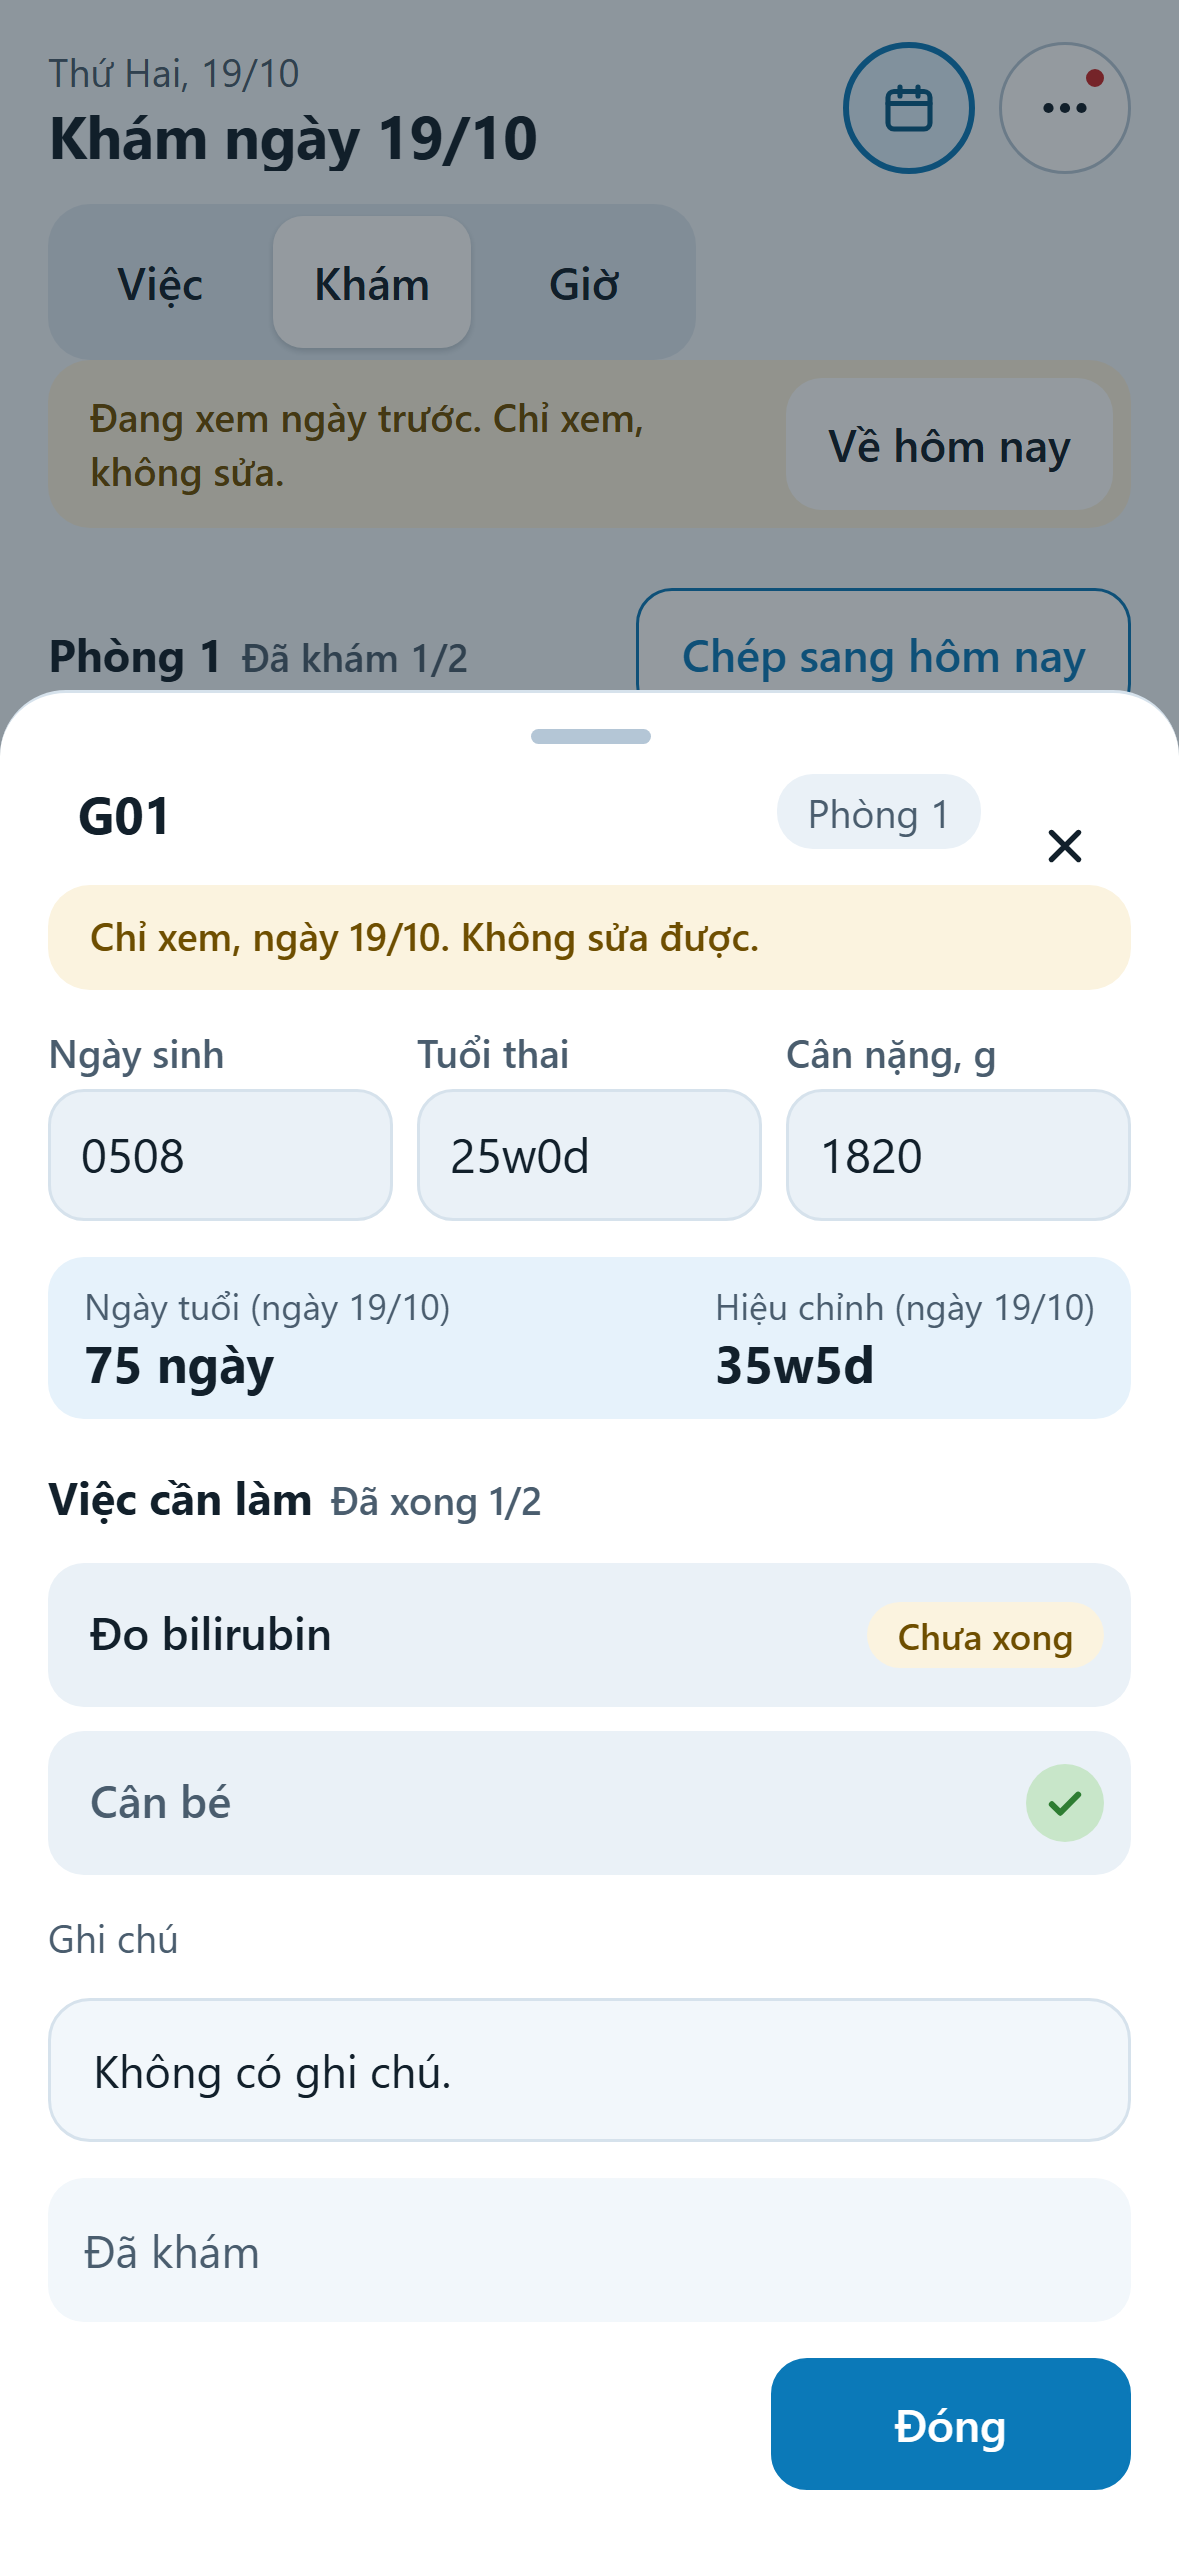 Thứ Hai, 19/10
Khám ngày 19/10
Việc
Khám
Giờ
Đang xem ngày trước. Chỉ xem,
không sửa.
Về hôm nay
Phòng 1 Đã khám 1/2
Chép sang hôm nay
G01
Phòng 1
Chỉ xem, ngày 19/10. Không sửa được.
Ngày sinh
Tuổi thai
Cân nặng, g
0508
25w0d
1820
Ngày tuổi (ngày 19/10)
75 ngày
Hiệu chỉnh (ngày 19/10)
35w5d
Việc cần làm Đã xong 1/2
Đo bilirubin
Chưa xong
Cân bé
Ghi chú
Không có ghi chú.
Đã khám
Đóng